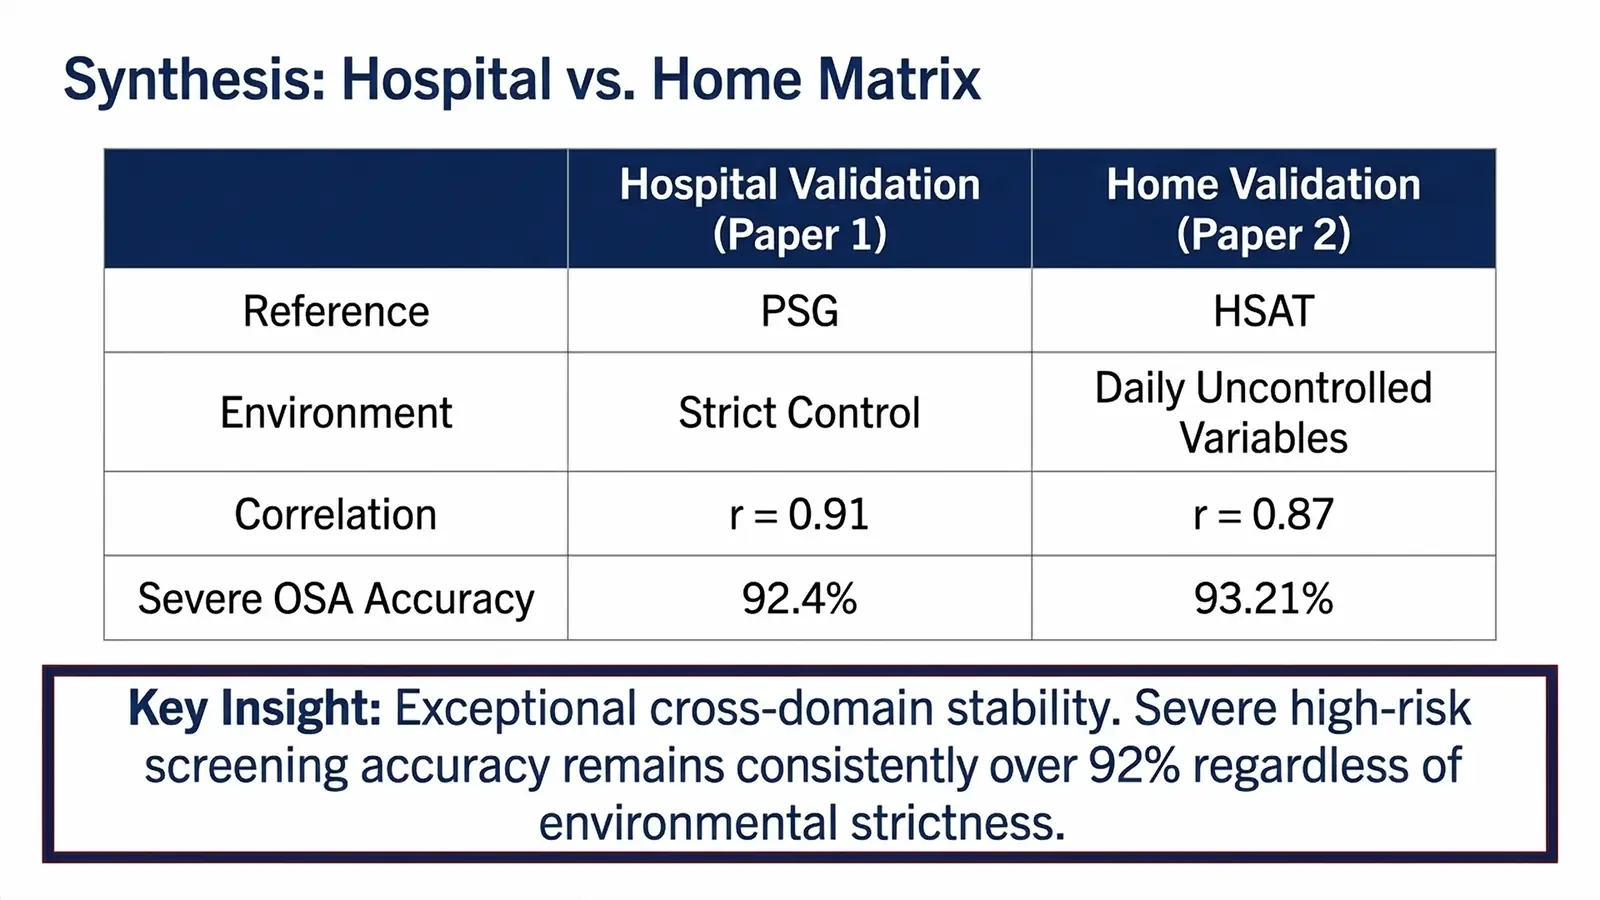 Synthesis: Hospital vs. Home Matrix
Hospital Validation
(Paper 1)
Home Validation
(Paper 2)
Reference
PSG
HSAT
Environment
Strict Control
Daily Uncontrolled
Variables
Correlation
r = 0.91
r = 0.87
Severe OSA Accuracy
92.4%
93.21%
Key Insight: Exceptional cross-domain stability. Severe high-risk
screening accuracy remains consistently over 92% regardless of
environmental strictness.